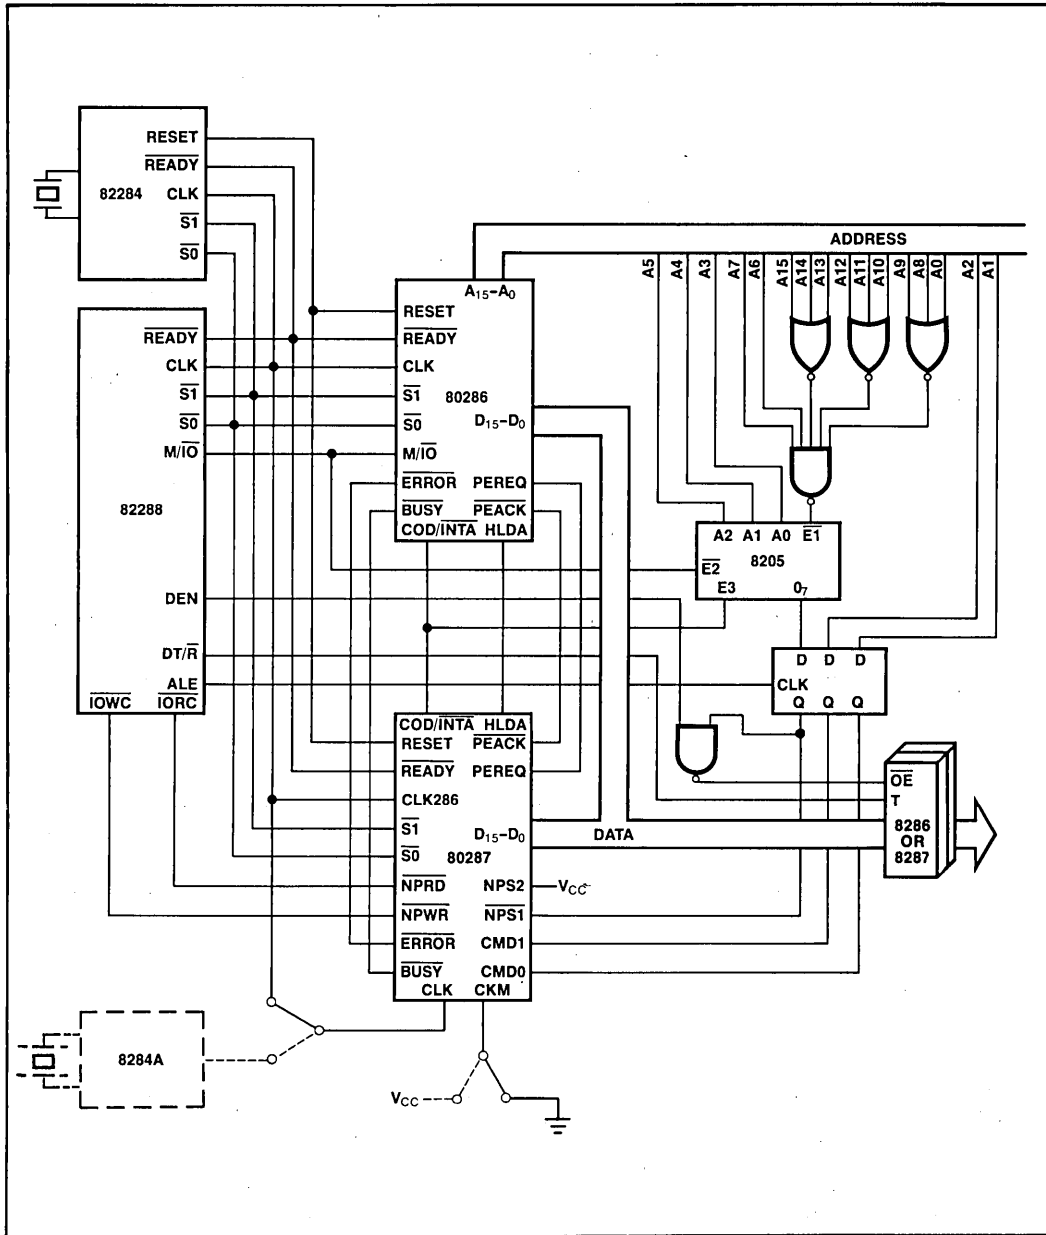 RESET
READY
82284
CLK
S1
S0
ADDRESS
A5
A4
A3
A7
A6
A15
A14
A13
A12
A11
A10
A9
A8
A0
A2
A1
A₁₅-A₀
RESET
READY
READY
CLK
CLK
S1
S1
80286
S0
D₁₅-D₀
S0
M/IO
M/IO
ERROR
PEREQ
BUSY
PEACK
82288
COD/INTA
HLDA
A2
A1
A0
E1
8205
E2
E3
0₇
DEN
DT/R
D
D
D
ALE
CLK
IOWC
IORC
Q
Q
Q
COD/INTA
HLDA
RESET
PEACK
READY
PEREQ
OE
CLK286
T
S1
D₁₅-D₀
DATA
8286
OR
8287
S0
80287
NPRD
NPS2
VCC
NPWR
NPS1
ERROR
CMD1
BUSY
CMD0
CLK
CKM
8284A
VCC